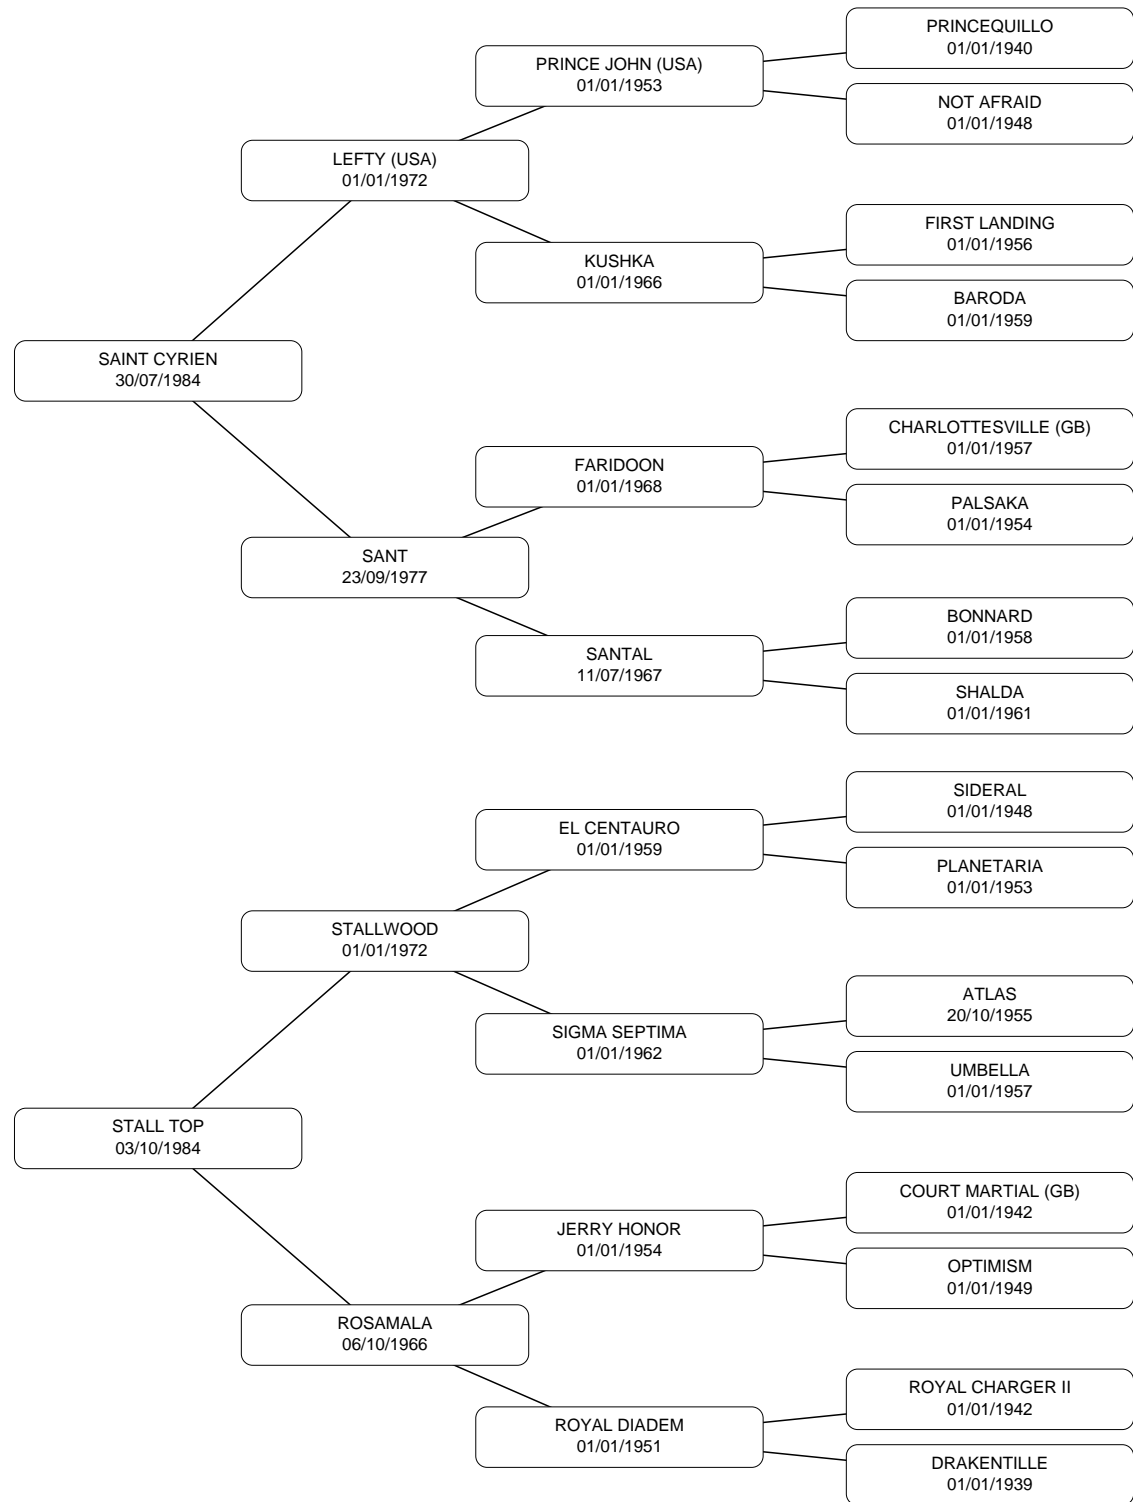 PRINCEQUILLO
01/01/1940
PRINCE JOHN (USA)
01/01/1953
NOT AFRAID
01/01/1948
LEFTY (USA)
01/01/1972
FIRST LANDING
01/01/1956
KUSHKA
01/01/1966
BARODA
01/01/1959
SAINT CYRIEN
30/07/1984
CHARLOTTESVILLE (GB)
01/01/1957
FARIDOON
01/01/1968
PALSAKA
01/01/1954
SANT
23/09/1977
BONNARD
01/01/1958
SANTAL
11/07/1967
SHALDA
01/01/1961
SIDERAL
01/01/1948
EL CENTAURO
01/01/1959
PLANETARIA
01/01/1953
STALLWOOD
01/01/1972
ATLAS
20/10/1955
SIGMA SEPTIMA
01/01/1962
UMBELLA
01/01/1957
STALL TOP
03/10/1984
COURT MARTIAL (GB)
01/01/1942
JERRY HONOR
01/01/1954
OPTIMISM
01/01/1949
ROSAMALA
06/10/1966
ROYAL CHARGER II
01/01/1942
ROYAL DIADEM
01/01/1951
DRAKENTILLE
01/01/1939